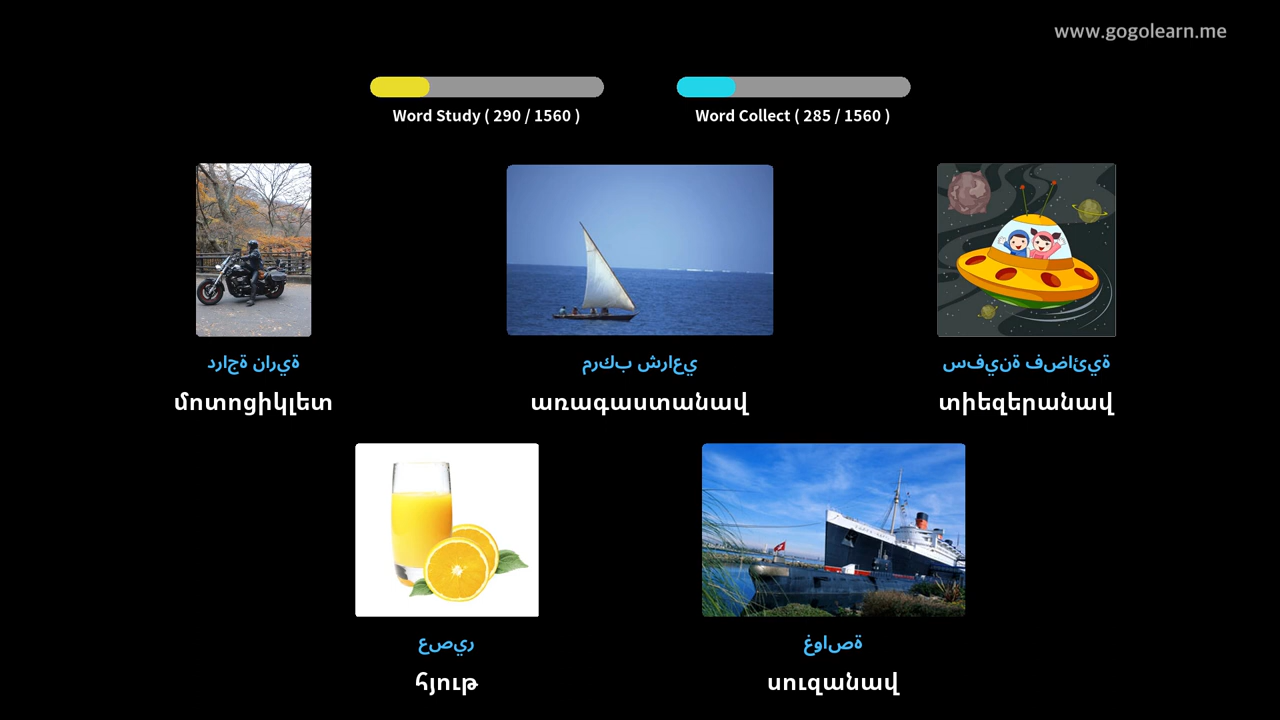 www.gogolearn.me
Word Study ( 290 / 1560 )
Word Collect ( 285 / 1560 )
دراجة نارية
մոտոցիկլետ
مركب شراعي
առագաստանավ
سفينة فضائية
տիեզերանավ
عصير
հյութ
غواصة
սուզանավ